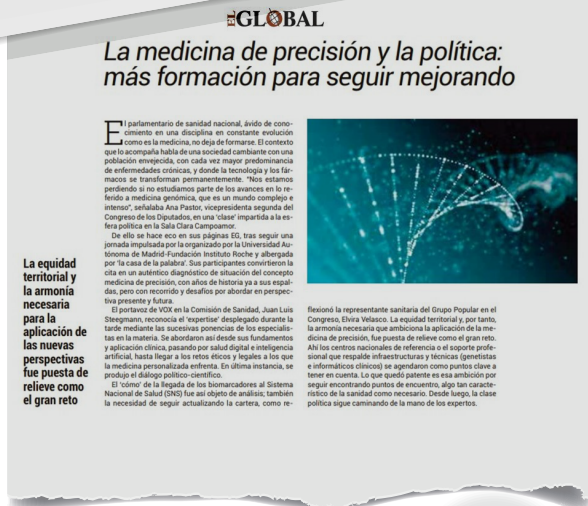 EL GLOBAL
La medicina de precisión y la política:
más formación para seguir mejorando
El parlamentario de sanidad nacional, ávido de cono-
cimiento en una disciplina en constante evolución
como es la medicina, no deja de formarse. El contexto
que lo acompaña habla de una sociedad cambiante con una
población envejecida, con cada vez mayor predominancia
de enfermedades crónicas, y donde la tecnología y los fár-
macos se transforman permanentemente. "Nos estamos
perdiendo si no estudiamos parte de los avances en lo re-
ferido a medicina genómica, que es un mundo complejo e
intenso", señalaba Ana Pastor, vicepresidenta segunda del
Congreso de los Diputados, en una 'clase' impartida a la es-
fera política en la Sala Clara Campoamor.
De ello se hace eco en sus páginas EG, tras seguir una
jornada impulsada por la organizado por la Universidad Au-
tónoma de Madrid-Fundación Instituto Roche y albergada
por 'la casa de la palabra'. Sus participantes convirtieron la
cita en un auténtico diagnóstico de situación del concepto
medicina de precisión, con años de historia ya a sus espal-
das, pero con recorrido y desafíos por abordar en perspec-
tiva presente y futura.
El portavoz de VOX en la Comisión de Sanidad, Juan Luis
Steegmann, reconocía el 'expertise' desplegado durante la
tarde mediante las sucesivas ponencias de los especialis-
tas en la materia. Se abordaron así desde sus fundamentos
y aplicación clínica, pasando por salud digital e inteligencia
artificial, hasta llegar a los retos éticos y legales a los que
la medicina personalizada enfrenta. En última instancia, se
produjo el diálogo político-científico.
El 'cómo' de la llegada de los biomarcadores al Sistema
Nacional de Salud (SNS) fue así objeto de análisis; también
la necesidad de seguir actualizando la cartera, como re-
flexionó la representante sanitaria del Grupo Popular en el
Congreso, Elvira Velasco. La equidad territorial y, por tanto,
la armonía necesaria que ambiciona la aplicación de la me-
dicina de precisión, fue puesta de relieve como el gran reto.
Ahí los centros nacionales de referencia o el soporte profe-
sional que respalde infraestructuras y técnicas (genetistas
e informáticos clínicos) se agendaron como puntos clave a
tener en cuenta. Lo que quedó patente es esa ambición por
seguir encontrando puntos de encuentro, algo tan caracte-
rístico de la sanidad como necesario. Desde luego, la clase
política sigue caminando de la mano de los expertos.
La equidad
territorial y
la armonía
necesaria
para la
aplicación de
las nuevas
perspectivas
fue puesta de
relieve como
el gran reto